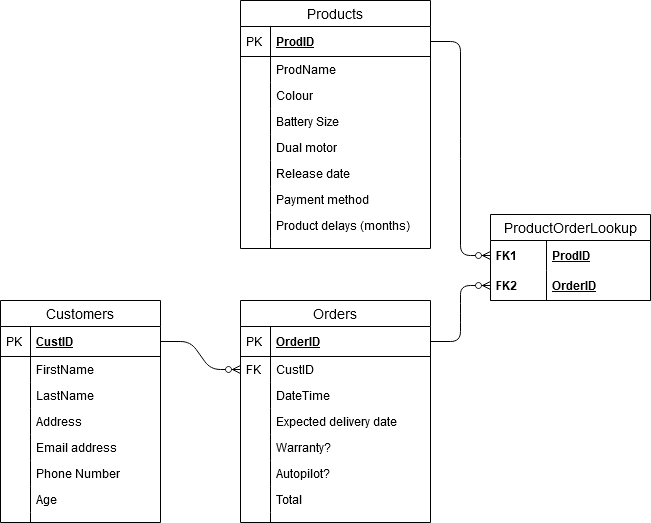 Products
PK ProdID
ProdName
Colour
Battery Size
Dual motor
Release date
Payment method
Product delays (months)
ProductOrderLookup
FK1 ProdID
FK2 OrderID
Customers
PK CustID
FirstName
LastName
Address
Email address
Phone Number
Age
Orders
PK OrderID
FK CustID
DateTime
Expected delivery date
Warranty?
Autopilot?
Total